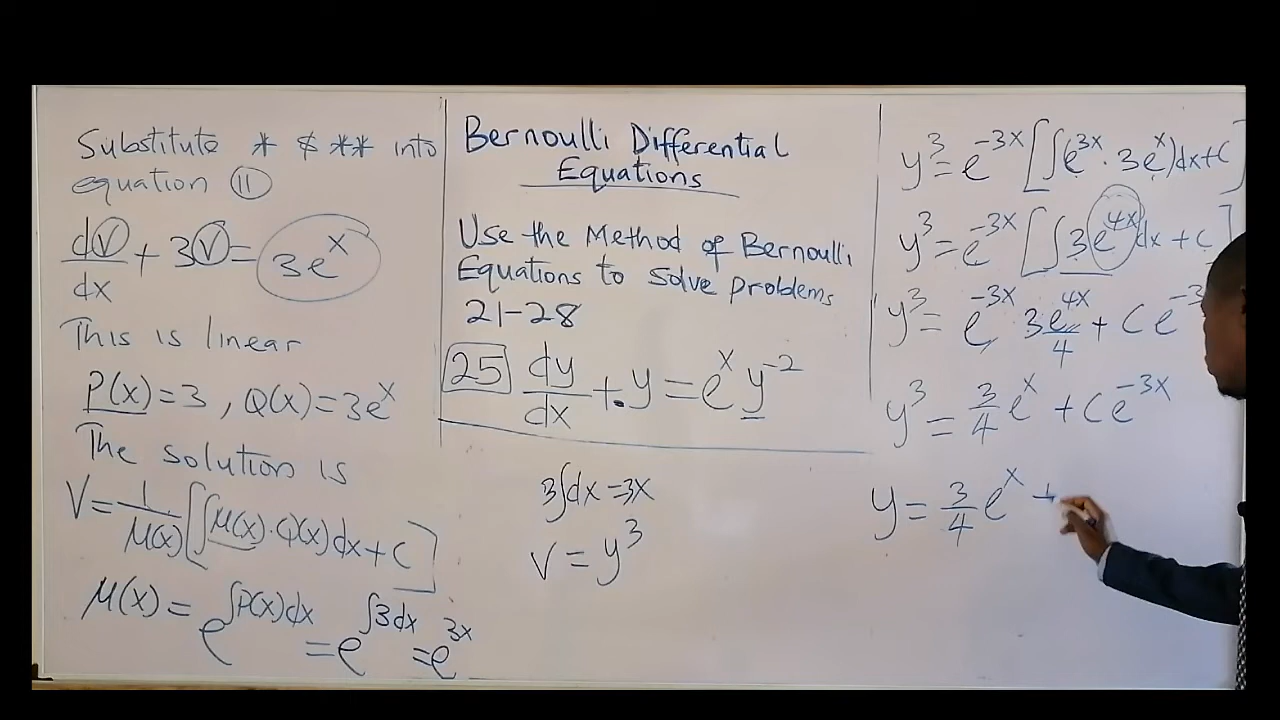 Substitute * & ** into
equation (11)
dv/dx + 3v = 3e^x
This is linear
P(x) = 3, Q(x) = 3e^x
The solution is
V = 1/μ(x) [∫μ(x)·Q(x)dx + C]
μ(x) = e^∫P(x)dx = e^∫3dx = e^3x
Bernoulli Differential
Equations
Use the Method of Bernoulli
Equations to solve problems
21-28
25 dy/dx + y = e^x y^-2
3∫dx = 3x
V = y^3
y^3 = e^-3x [∫(e^3x · 3e^x)dx + C]
y^3 = e^-3x [∫3e^4x dx + C]
y^3 = e^-3x 3e^4x/4 + Ce^-3
y^3 = 3/4 e^x + Ce^-3x
y = 3/4 e^x +